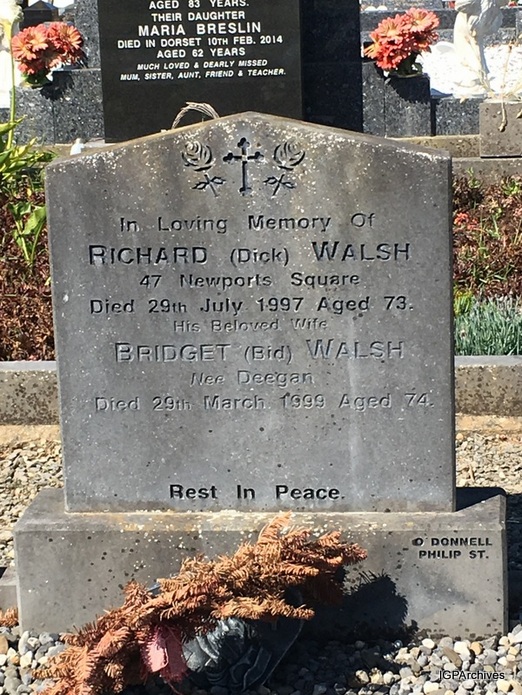 AGED 83 YEARS.
THEIR DAUGHTER
MARIA BRESLIN
DIED IN DORSET 10TH FEB. 2014
AGED 62 YEARS
MUCH LOVED & DEARLY MISSED
MUM, SISTER, AUNT, FRIEND & TEACHER.
In Loving Memory Of
RICHARD (Dick) WALSH
47 Newports Square
Died 29th July 1997 Aged 73.
His Beloved Wife
BRIDGET (Bid) WALSH
Nee Deegan
Died 29th March 1999 Aged 74.
Rest In Peace.
O'DONNELL
PHILIP ST.
IGPArchives